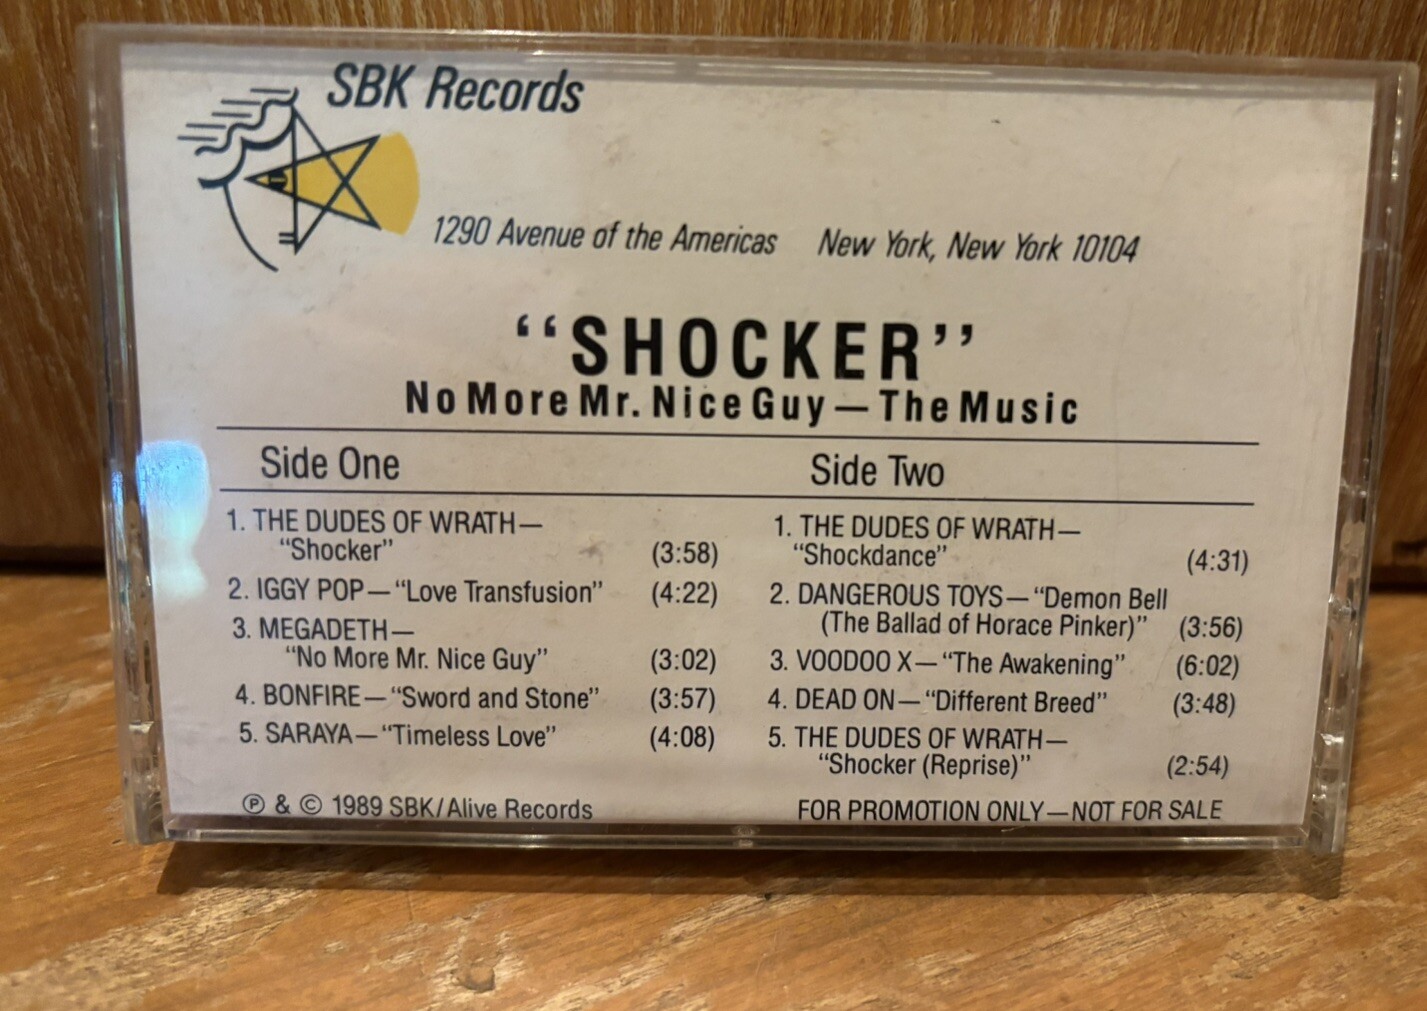 SBK Records
1290 Avenue of the Americas New York, New York 10104
“SHOCKER”
No More Mr. Nice Guy—The Music
Side One
1. THE DUDES OF WRATH—
“Shocker” (3:58)
2. IGGY POP—“Love Transfusion” (4:22)
3. MEGADETH—
“No More Mr. Nice Guy” (3:02)
4. BONFIRE—“Sword and Stone” (3:57)
5. SARAYA—“Timeless Love” (4:08)
℗ & © 1989 SBK/Alive Records
Side Two
1. THE DUDES OF WRATH—
“Shockdance” (4:31)
2. DANGEROUS TOYS—“Demon Bell
(The Ballad of Horace Pinker)” (3:56)
3. VOODOO X—“The Awakening” (6:02)
4. DEAD ON—“Different Breed” (3:48)
5. THE DUDES OF WRATH—
“Shocker (Reprise)” (2:54)
FOR PROMOTION ONLY—NOT FOR SALE